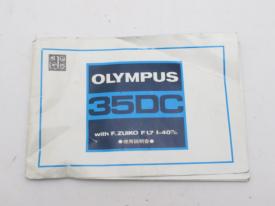 OLYMPUS
35DC
with F.ZUIKO F1.7 f-40mm
●使用説明書●